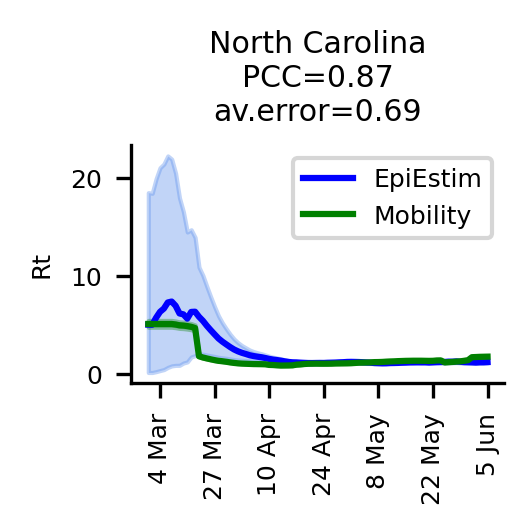 North Carolina
PCC=0.87
av.error=0.69
EpiEstim
Mobility
Rt
20
10
0
4 Mar
27 Mar
10 Apr
24 Apr
8 May
22 May
5 Jun